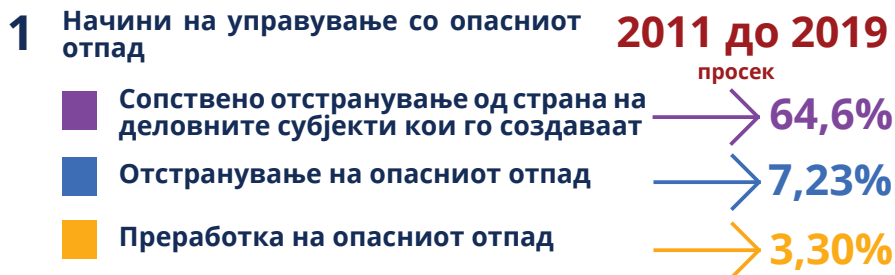 1
Начини на управување со опасниот
отпад
2011 до 2019
просек
Сопствено отстранување од страна на
деловните субјекти кои го создаваат
64,6%
Отстранување на опасниот отпад
7,23%
Преработка на опасниот отпад
3,30%